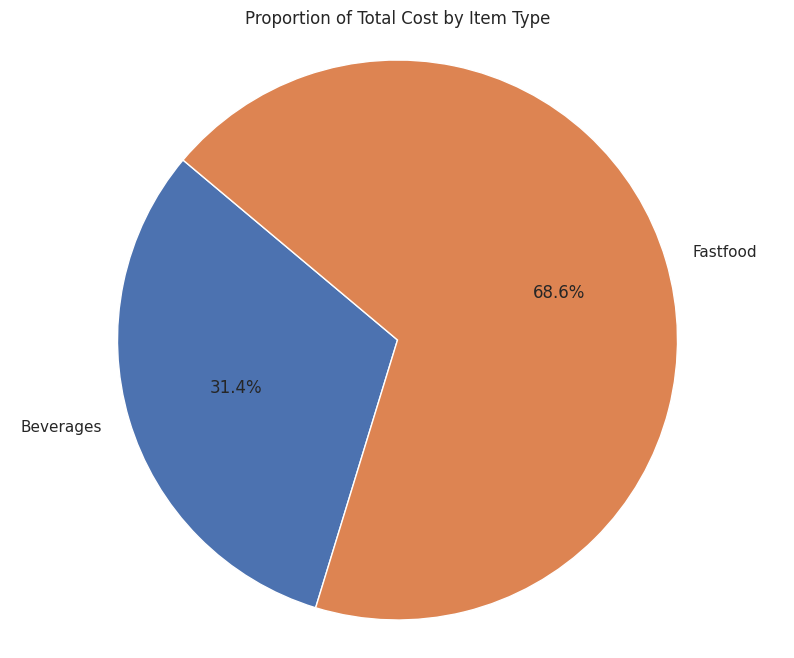 Proportion of Total Cost by Item Type
Fastfood
68.6%
31.4%
Beverages